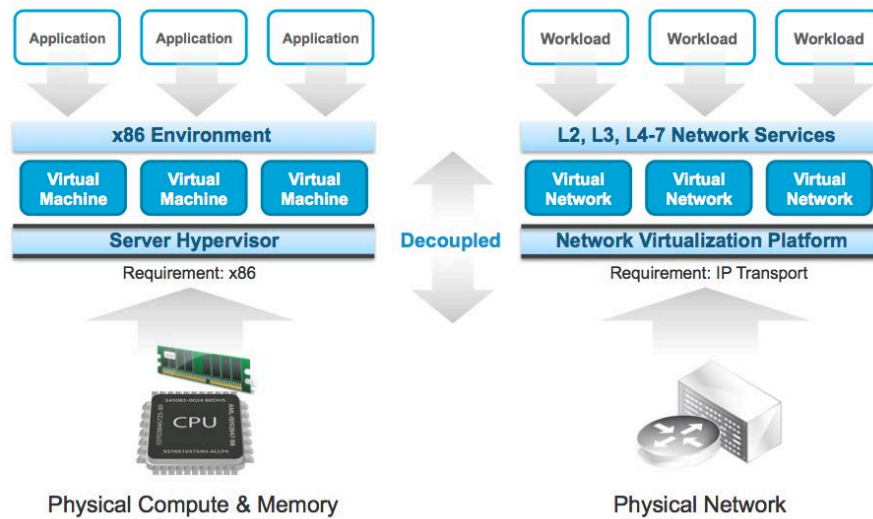 Application
Application
Application
x86 Environment
Virtual
Machine
Virtual
Machine
Virtual
Machine
Server Hypervisor
Requirement: x86
CPU
Physical Compute & Memory
Decoupled
Workload
Workload
Workload
L2, L3, L4-7 Network Services
Virtual
Network
Virtual
Network
Virtual
Network
Network Virtualization Platform
Requirement: IP Transport
Physical Network